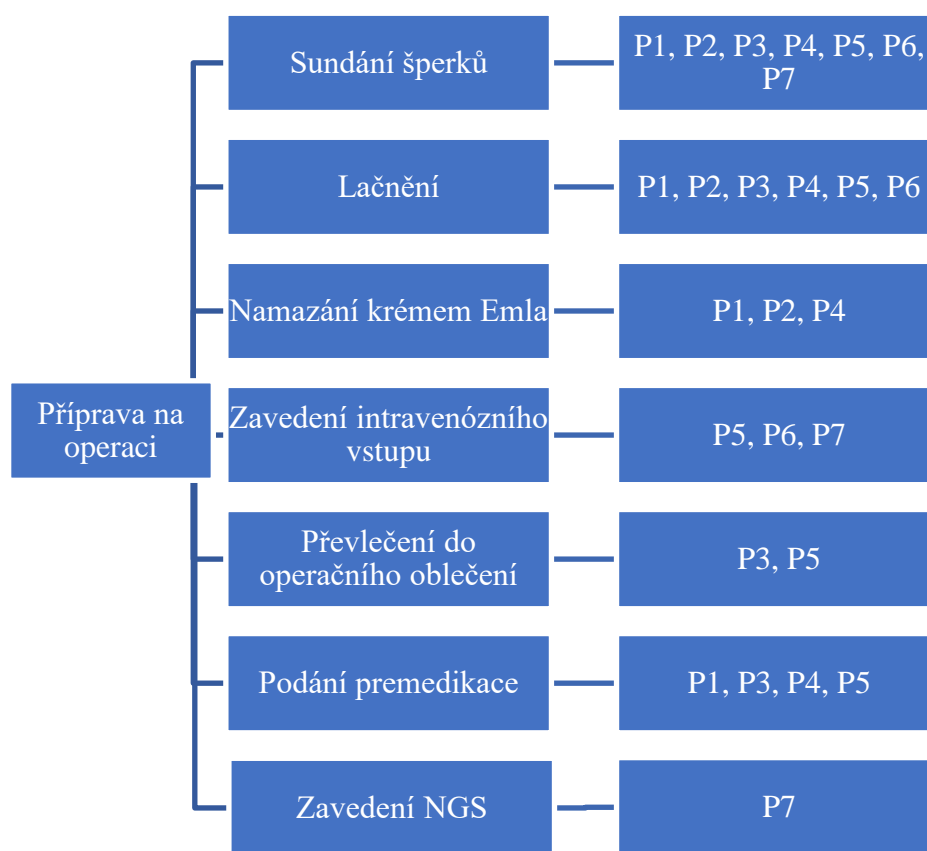 Sundání šperků
P1, P2, P3, P4, P5, P6,
P7
Lačnění
P1, P2, P3, P4, P5, P6
Namazání krémem Emla
P1, P2, P4
Příprava na
operaci
Zavedení intravenózního
vstupu
P5, P6, P7
Převlečení do
operačního oblečení
P3, P5
Podání premedikace
P1, P3, P4, P5
Zavedení NGS
P7